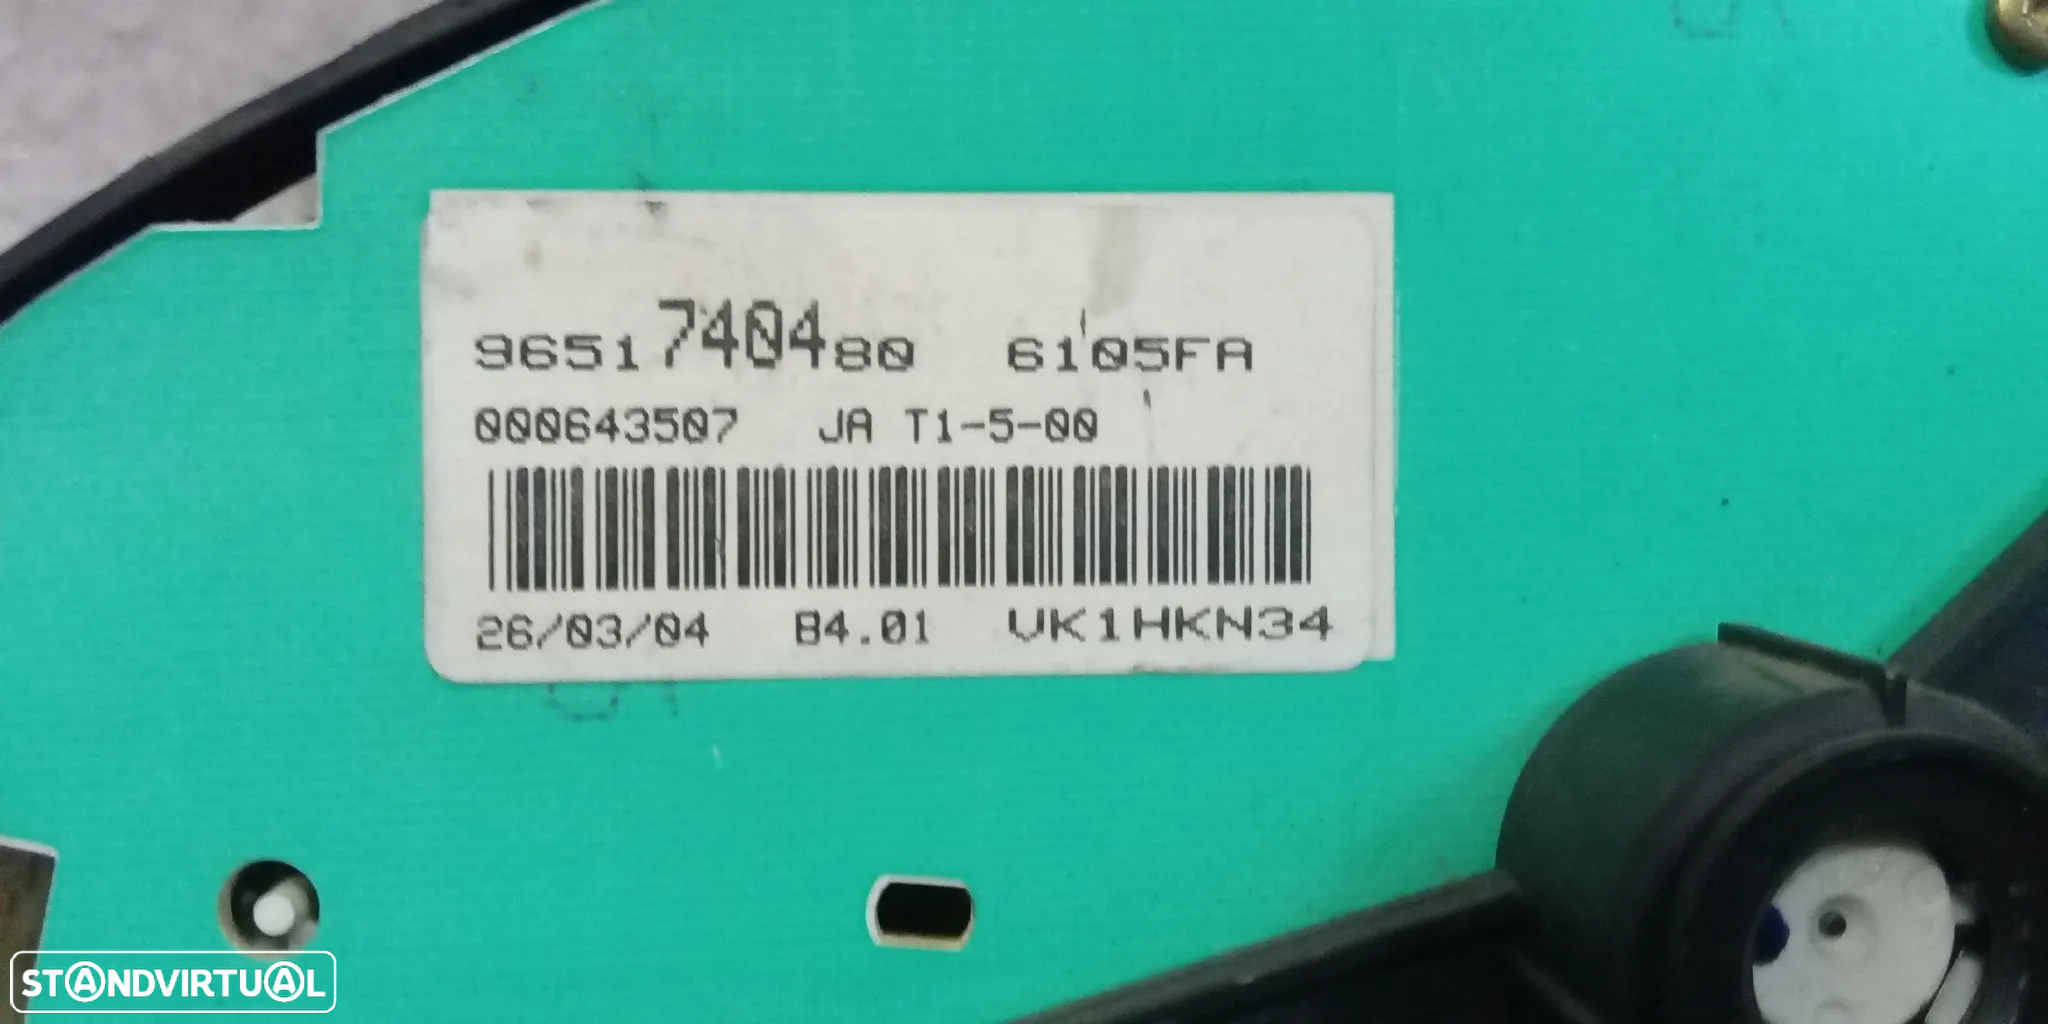 9651740480 6105FA
000643507 JA T1-5-00
26/03/04 B4.01 VK1HKN34
STANDVIRTUAL